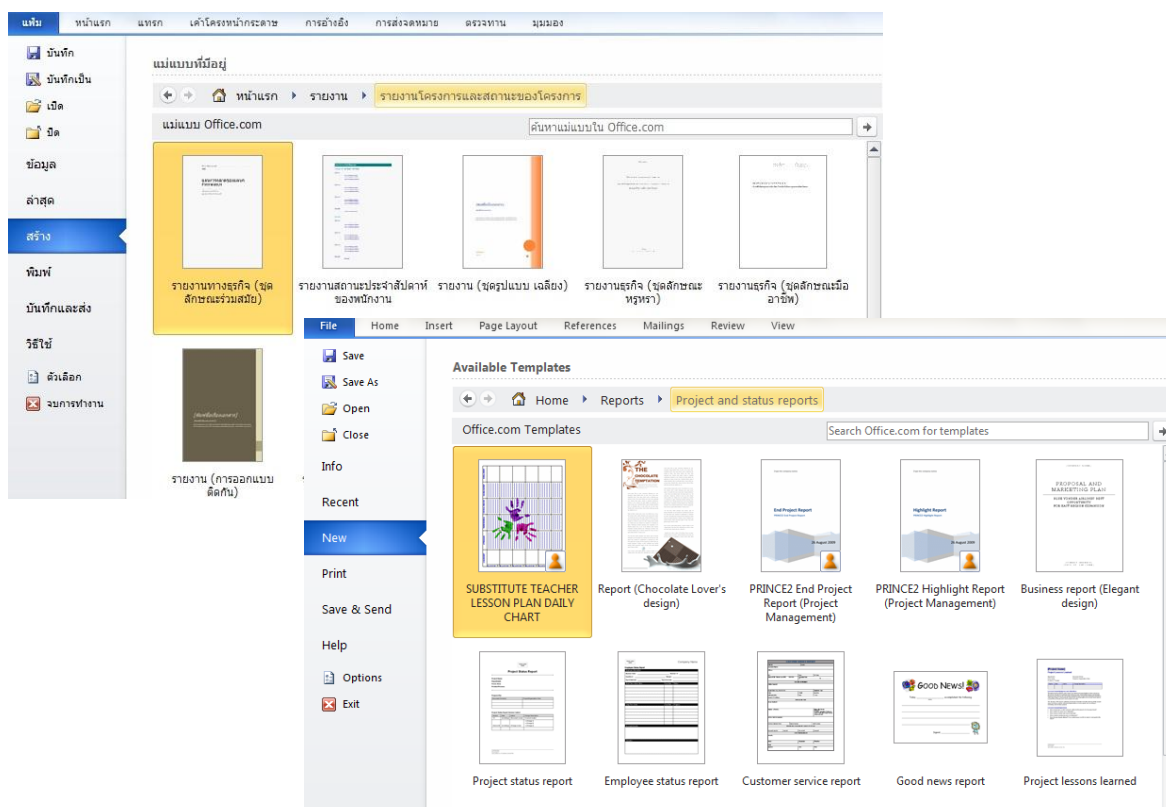 แฟ้ม หน้าแรก แทรก เค้าโครงหน้ากระดาษ การอ้างอิง การส่งจดหมาย ตรวจทาน มุมมอง
บันทึก
บันทึกเป็น
เปิด
ปิด
ข้อมูล
ล่าสุด
สร้าง
พิมพ์
บันทึกและส่ง
วิธีใช้
ตัวเลือก
จบการทำงาน
แม่แบบที่มีอยู่
หน้าแรก รายงาน รายงานโครงการและสถานะของโครงการ
แม่แบบ Office.com ค้นหาแม่แบบใน Office.com
รายงานทางธุรกิจ (ชุด
ลักษณะร่วมสมัย)
รายงานสถานะประจำสัปดาห์
ของพนักงาน
รายงาน (ชุดรูปแบบ เฉลียง)
รายงานธุรกิจ (ชุดลักษณะ
หรูหรา)
รายงานธุรกิจ (ชุดลักษณะมือ
อาชีพ)
รายงาน (การออกแบบ
ติดกัน)
File Home Insert Page Layout References Mailings Review View
Save
Save As
Open
Close
Info
Recent
New
Print
Save & Send
Help
Options
Exit
Available Templates
Home Reports Project and status reports
Office.com Templates Search Office.com for templates
THE
CHOCOLATE
TEMPTATION
End Project Report
25 August 2009
Highlight Report
25 August 2009
PROPOSAL AND
MARKETING PLAN
SUBSTITUTE TEACHER
LESSON PLAN DAILY
CHART
Report (Chocolate Lover's
design)
PRINCE2 End Project
Report (Project
Management)
PRINCE2 Highlight Report
(Project Management)
Business report (Elegant
design)
Project Status Report
GOOD NEWS!
Project status report
Employee status report
Customer service report
Good news report
Project lessons learned